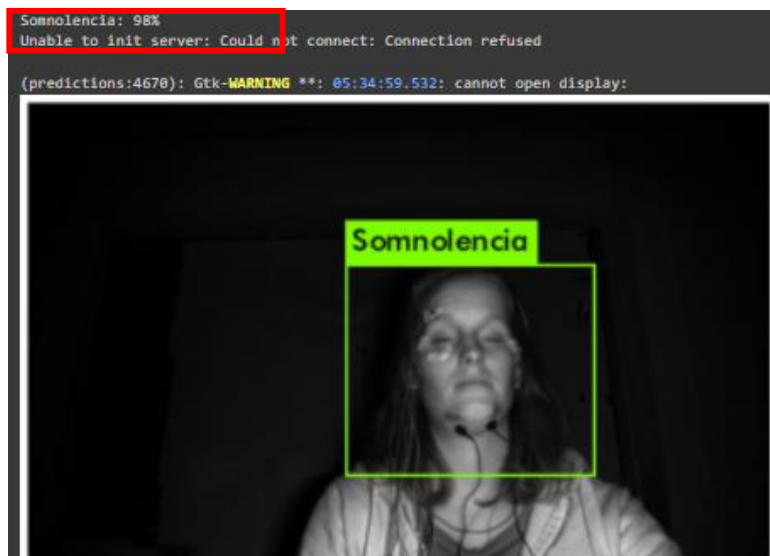 Somnolencia: 98%
Unable to init server: Could not connect: Connection refused
(predictions:4670): Gtk-WARNING **: 05:34:59.532: cannot open display:
Somnolencia